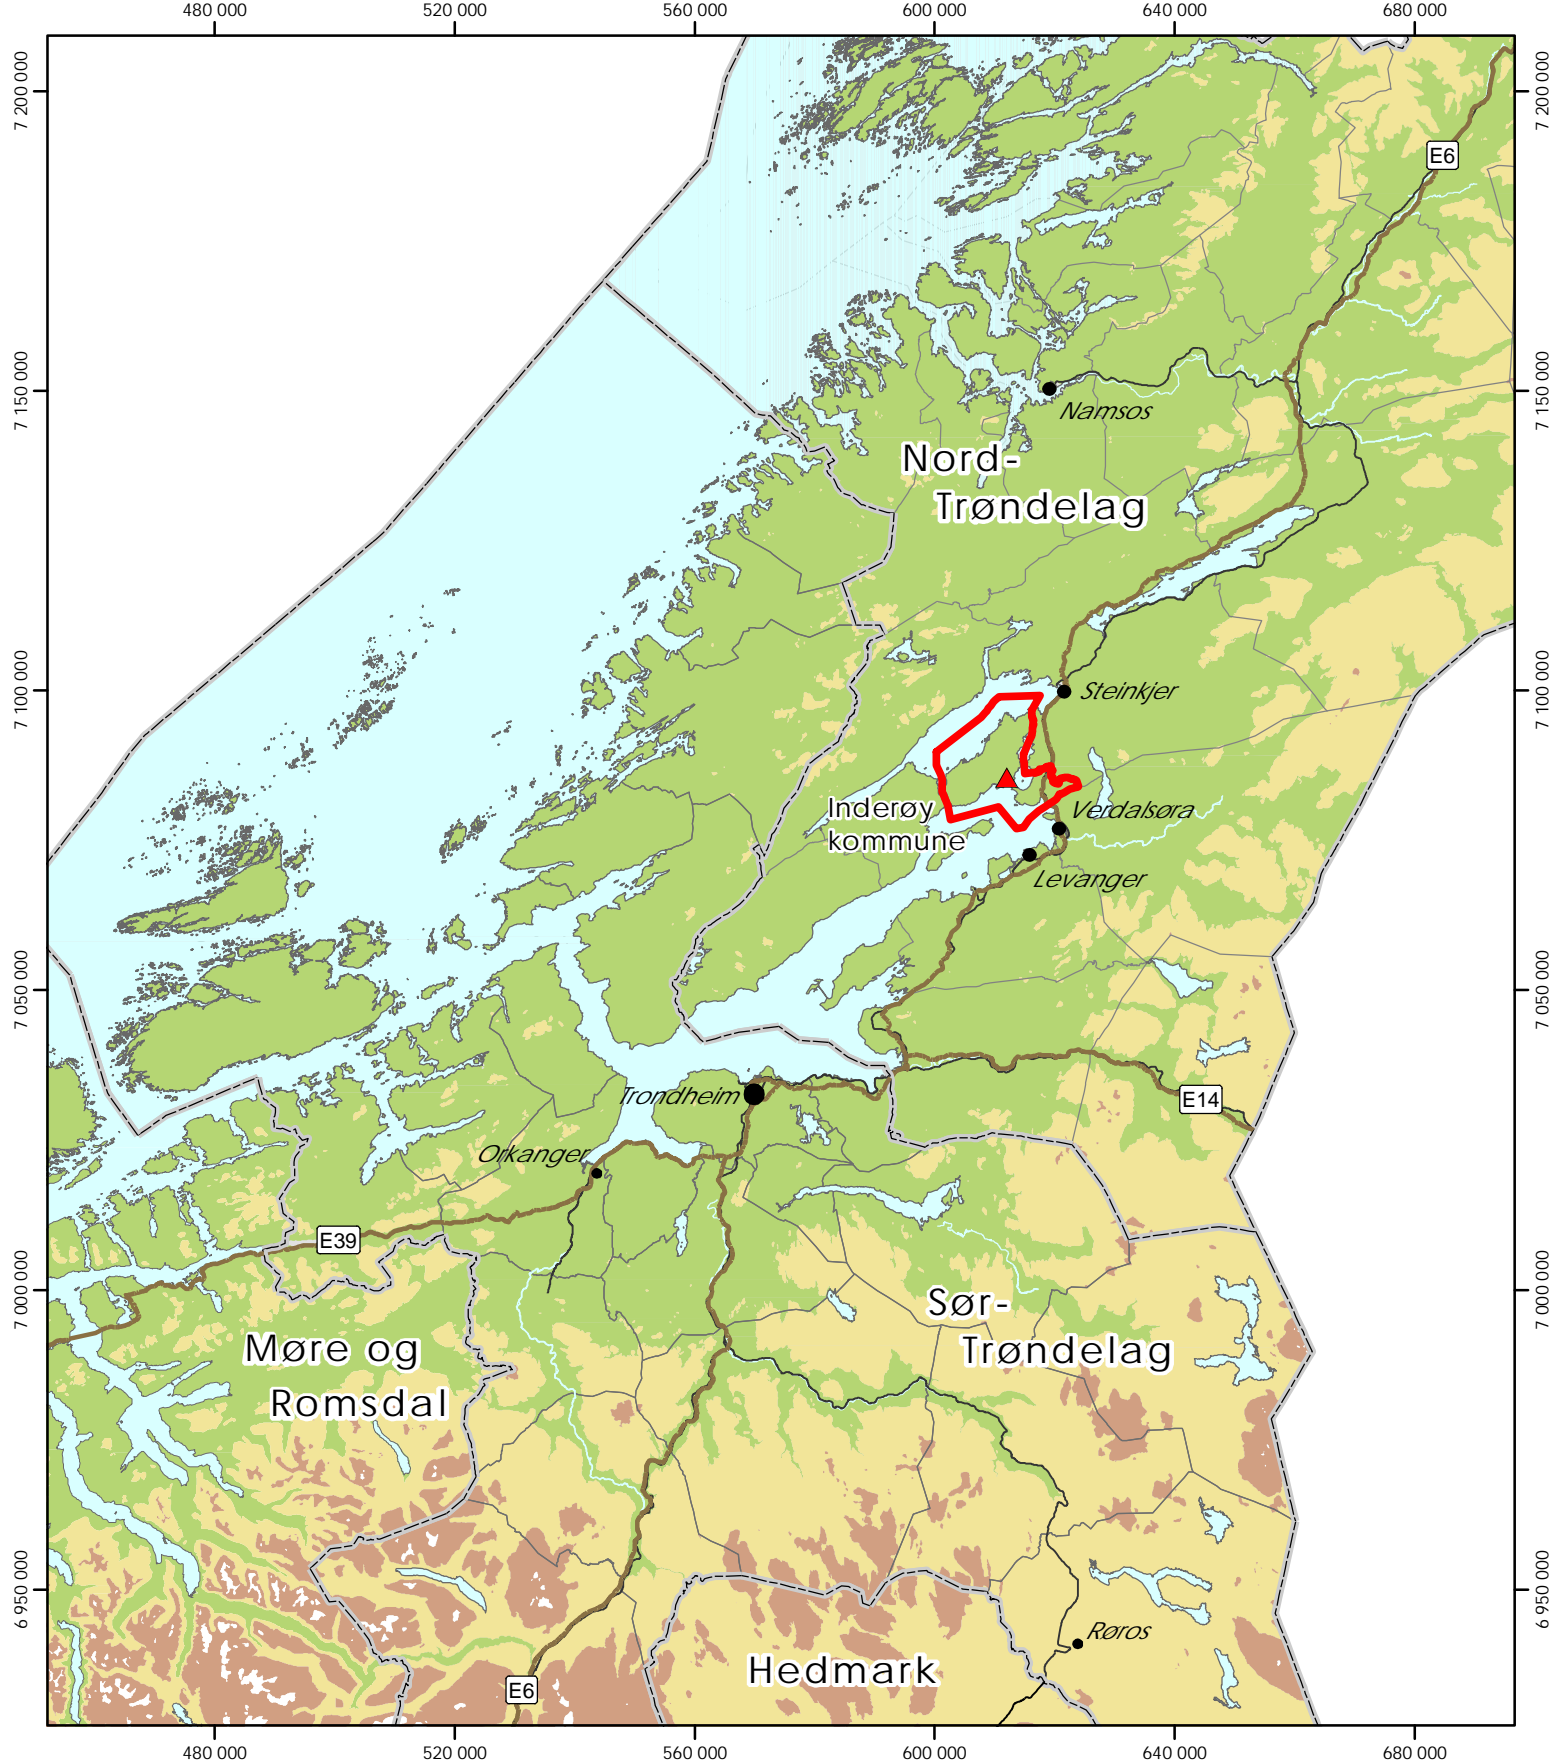 480 000 520 000 560 000 600 000 640 000 680 000
7 200 000
7 200 000
E6
7 150 000
7 150 000
Namsos
Nord-
Trøndelag
7 100 000
Steinkjer
7 100 000
Inderøy
kommune
Verdalsøra
Levanger
7 050 000
7 050 000
Trondheim
E14
Orkanger
E39
7 000 000
7 000 000
Sør-
Trøndelag
Møre og
Romsdal
6 950 000
6 950 000
Røros
Hedmark
E6
480 000 520 000 560 000 600 000 640 000 680 000